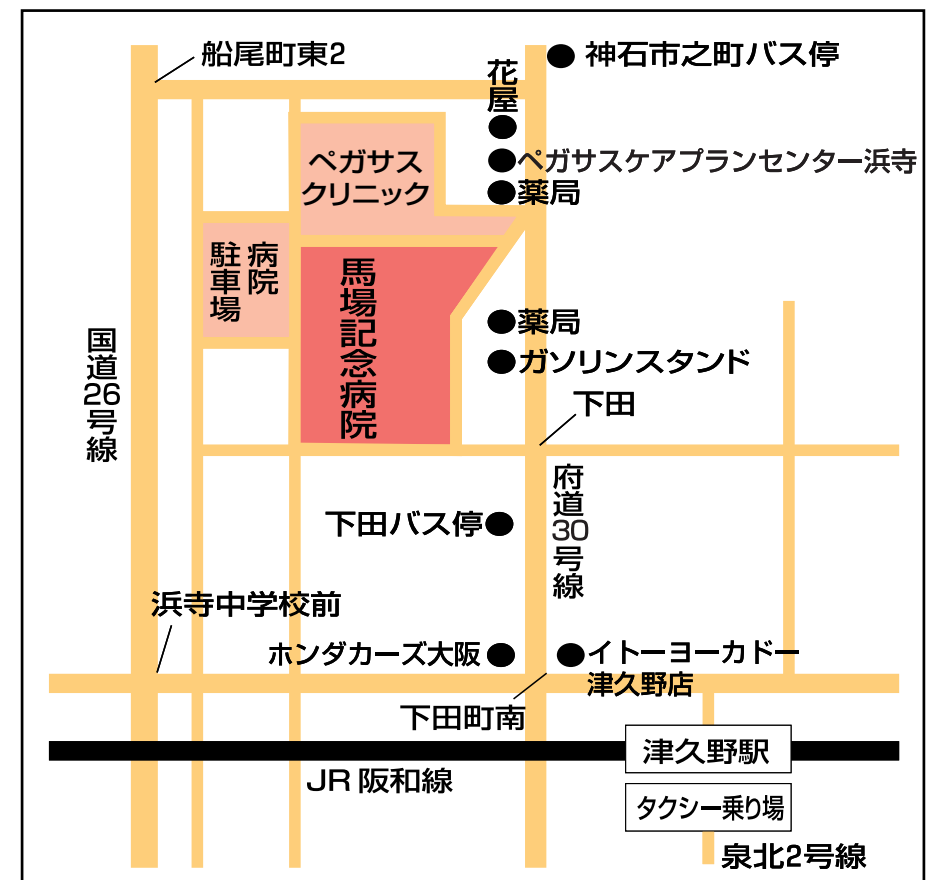 船尾町東2
神石市之町バス停
花屋
ペガサスケアプランセンター浜寺
薬局
ペガサス
クリニック
病院
駐車場
馬場記念病院
薬局
ガソリンスタンド
国道26号線
下田
府道30号線
下田バス停
浜寺中学校前
ホンダカーズ大阪
イトーヨーカドー
津久野店
下田町南
津久野駅
JR阪和線
タクシー乗り場
泉北2号線